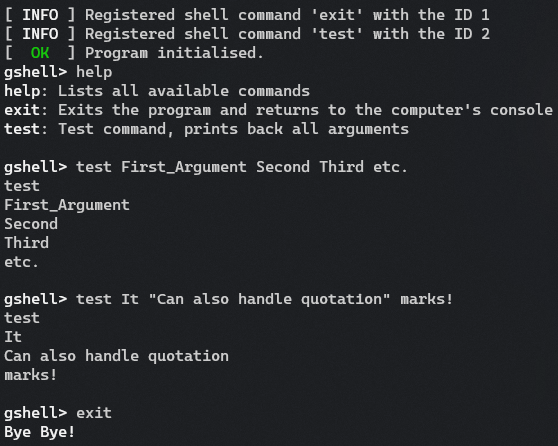 [ INFO ] Registered shell command 'exit' with the ID 1
[ INFO ] Registered shell command 'test' with the ID 2
[  OK  ] Program initialised.
gshell> help
help: Lists all available commands
exit: Exits the program and returns to the computer's console
test: Test command, prints back all arguments
gshell> test First_Argument Second Third etc.
test
First_Argument
Second
Third
etc.
gshell> test It "Can also handle quotation" marks!
test
It
Can also handle quotation
marks!
gshell> exit
Bye Bye!